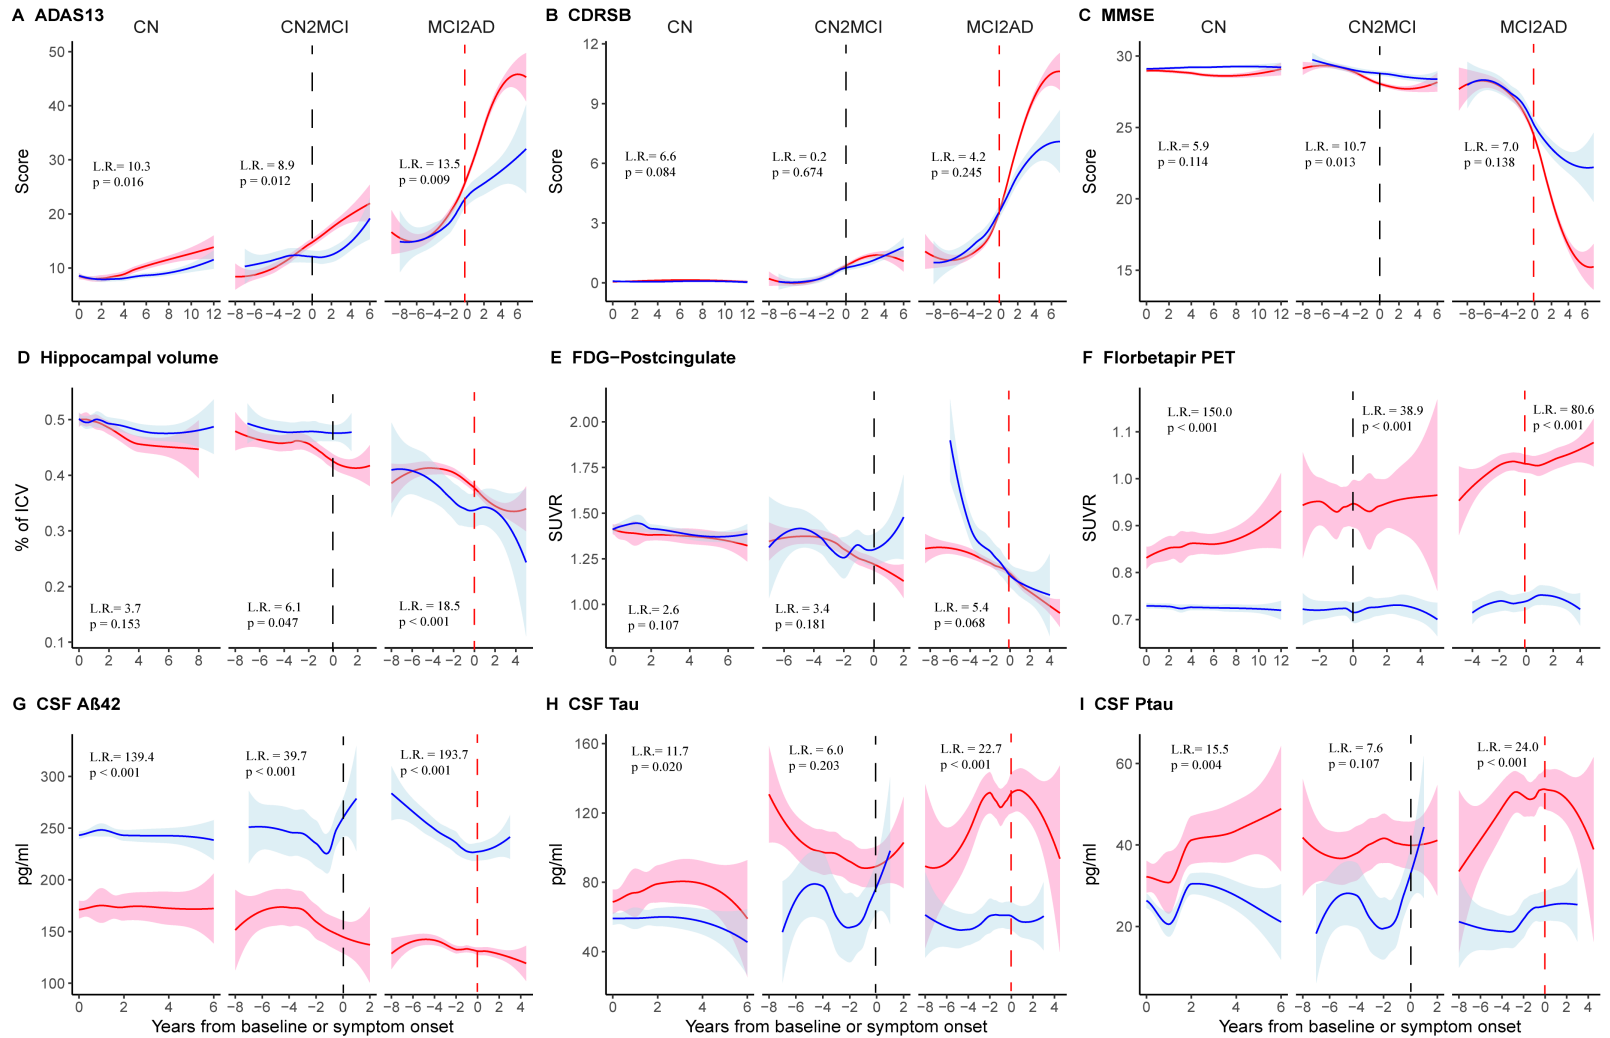 A ADAS13
CN CN2MCI MCI2AD
Score
50
40
30
20
10
L.R.= 10.3
p = 0.016
L.R. = 8.9
p = 0.012
L.R. = 13.5
p = 0.009
0 2 4 6 8 10 12
−8 −6 −4 −2 0 2 4 6
−8 −6 −4 −2 0 2 4 6
B CDRSB
CN CN2MCI MCI2AD
Score
12
9
6
3
0
L.R.= 6.6
p = 0.084
L.R. = 0.2
p = 0.674
L.R. = 4.2
p = 0.245
0 2 4 6 8 10 12
−8 −6 −4 −2 0 2 4 6
−8 −6 −4 −2 0 2 4 6
C MMSE
CN CN2MCI MCI2AD
Score
30
25
20
15
L.R.= 5.9
p = 0.114
L.R. = 10.7
p = 0.013
L.R. = 7.0
p = 0.138
0 2 4 6 8 10 12
−8 −6 −4 −2 0 2 4 6
−8 −6 −4 −2 0 2 4 6
D Hippocampal volume
% of ICV
0.5
0.4
0.3
0.2
0.1
L.R.= 3.7
p = 0.153
L.R. = 6.1
p = 0.047
L.R. = 18.5
p < 0.001
0 2 4 6 8
−8 −6 −4 −2 0 2
−8 −6 −4 −2 0 2 4
E FDG−Postcingulate
SUVR
2.00
1.75
1.50
1.25
1.00
L.R.= 2.6
p = 0.107
L.R. = 3.4
p = 0.181
L.R. = 5.4
p = 0.068
0 2 4 6
−6 −4 −2 0 2
−8 −6 −4 −2 0 2 4
F Florbetapir PET
SUVR
1.1
1.0
0.9
0.8
0.7
L.R.= 150.0
p < 0.001
L.R. = 38.9
p < 0.001
L.R. = 80.6
p < 0.001
0 2 4 6 8 10 12
−2 0 2 4
−4 −2 0 2 4
G CSF Aß42
pg/ml
300
250
200
150
100
L.R. = 139.4
p < 0.001
L.R. = 39.7
p < 0.001
L.R. = 193.7
p < 0.001
0 2 4 6
−8 −6 −4 −2 0 2
−8 −6 −4 −2 0 2 4
Years from baseline or symptom onset
H CSF Tau
pg/ml
160
120
80
40
L.R.= 11.7
p = 0.020
L.R. = 6.0
p = 0.203
L.R. = 22.7
p < 0.001
0 2 4 6
−8 −6 −4 −2 0 2
−8 −6 −4 −2 0 2 4
Years from baseline or symptom onset
I CSF Ptau
pg/ml
60
40
20
L.R. = 15.5
p = 0.004
L.R. = 7.6
p = 0.107
L.R. = 24.0
p < 0.001
0 2 4 6
−8 −6 −4 −2 0 2
−8 −6 −4 −2 0 2 4
Years from baseline or symptom onset